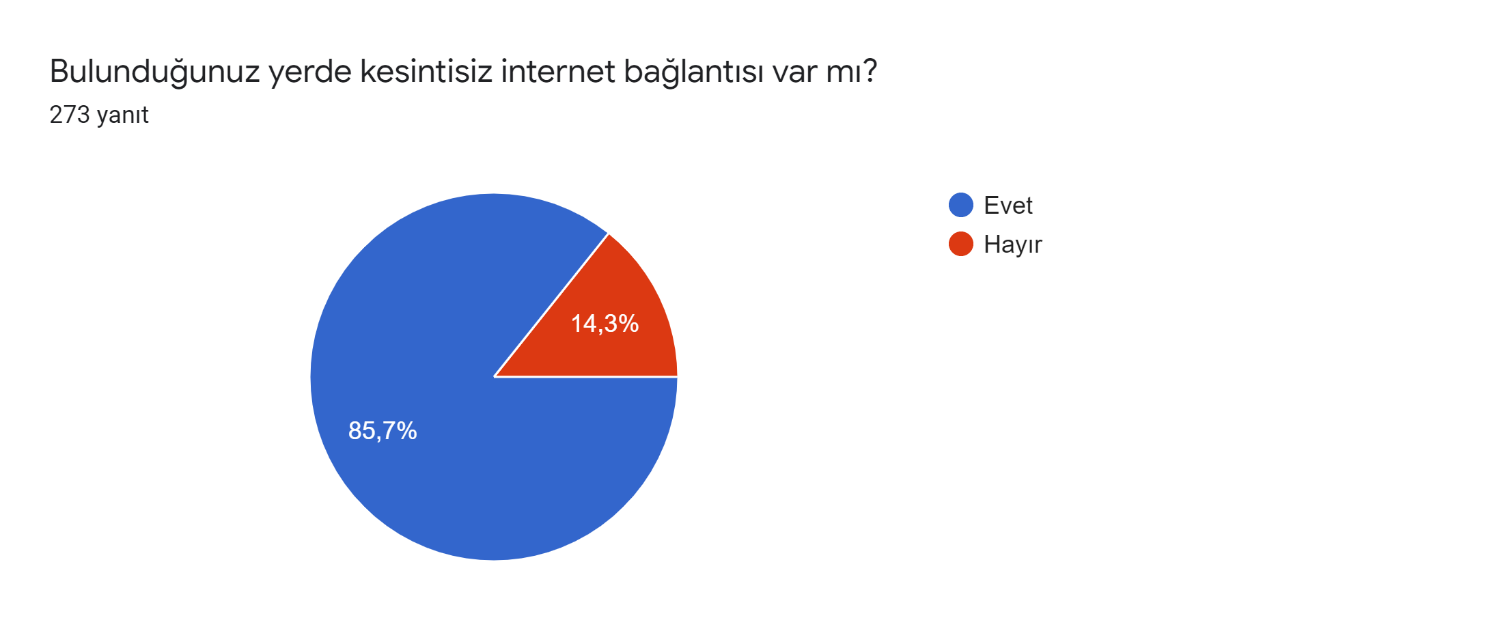 Bulunduğunuz yerde kesintisiz internet bağlantısı var mı?
273 yanıt
Evet
Hayır
14,3%
85,7%